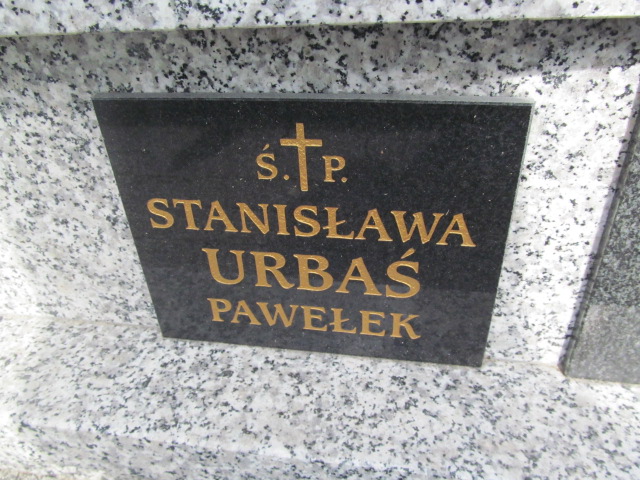 Ś. P.
STANISŁAWA
URBAŚ
PAWEŁEK